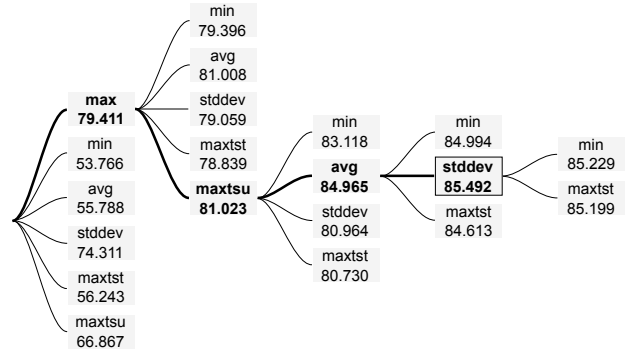 max
79.411
min
53.766
avg
55.788
stddev
74.311
maxtst
56.243
maxtsu
66.867
min
79.396
avg
81.008
stddev
79.059
maxtst
78.839
maxtsu
81.023
min
83.118
avg
84.965
stddev
80.964
maxtst
80.730
min
84.994
stddev
85.492
maxtst
84.613
min
85.229
maxtst
85.199